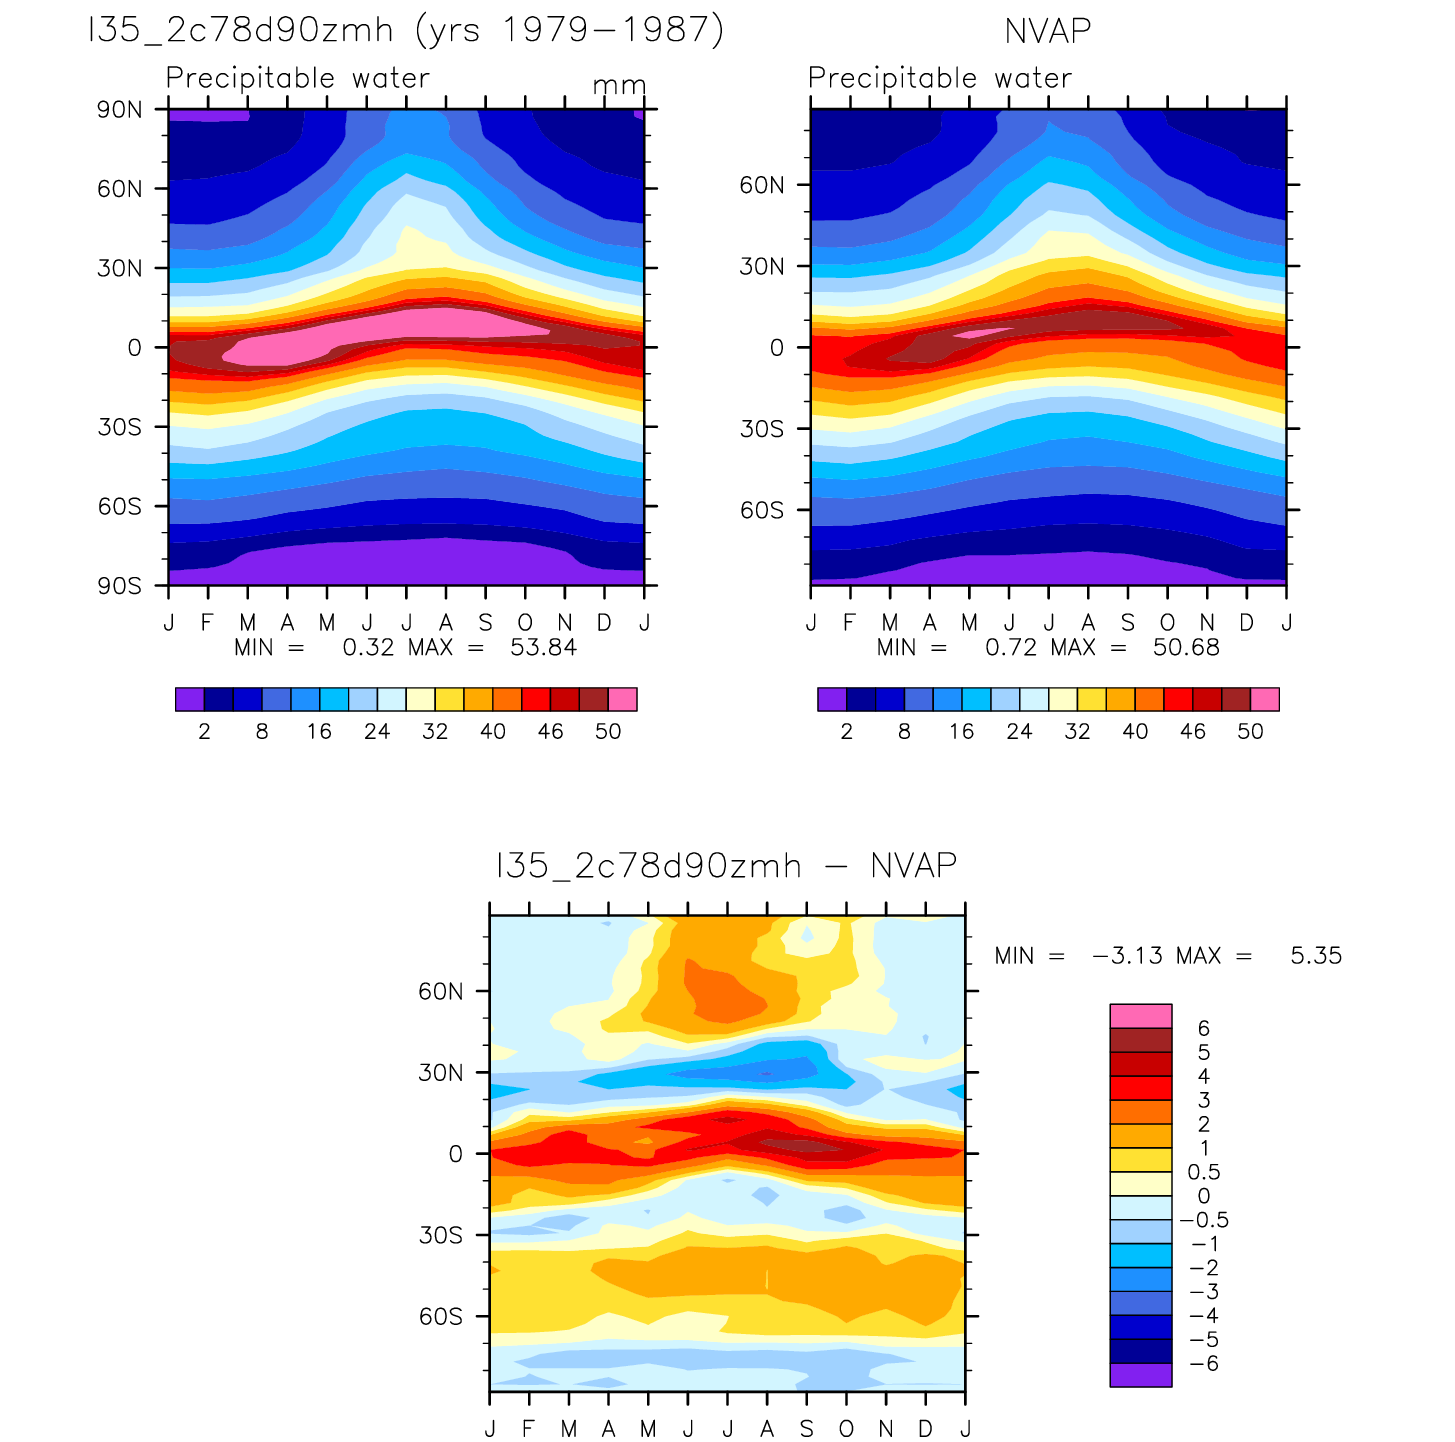 I35_2c78d90zmh (yrs 1979-1987)
Precipitable water mm
90N
60N
30N
0
30S
60S
90S
J F M A M J J A S O N D J
MIN = 0.32 MAX = 53.84
2 8 16 24 32 40 46 50
NVAP
Precipitable water
60N
30N
0
30S
60S
J F M A M J J A S O N D J
MIN = 0.72 MAX = 50.68
2 8 16 24 32 40 46 50
I35_2c78d90zmh - NVAP
60N
30N
0
30S
60S
J F M A M J J A S O N D J
MIN = -3.13 MAX = 5.35
6
5
4
3
2
1
0.5
0
-0.5
-1
-2
-3
-4
-5
-6